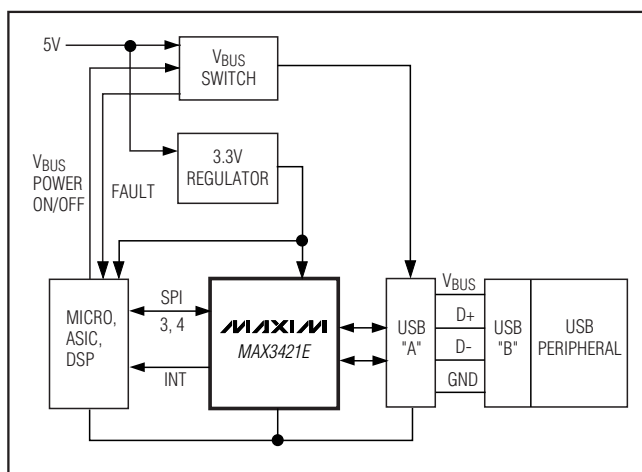 5V
VBUS
SWITCH
VBUS
POWER
ON/OFF
FAULT
3.3V
REGULATOR
MICRO,
ASIC,
DSP
SPI
3, 4
INT
MAXIM
MAX3421E
USB
"A"
VBUS
D+
D-
GND
USB
"B"
USB
PERIPHERAL